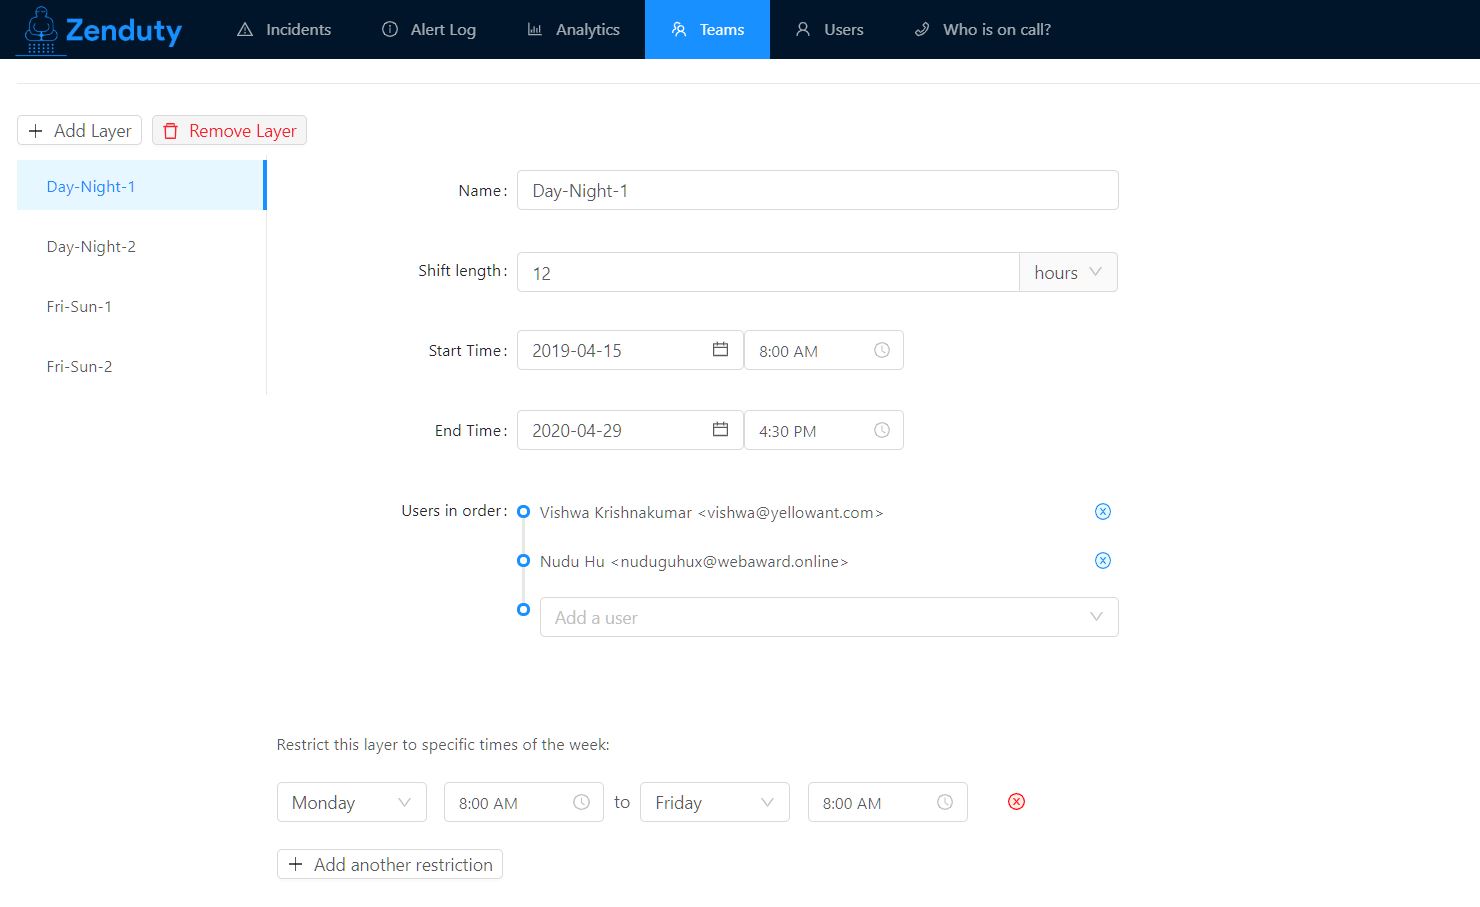 Zenduty Incidents Alert Log Analytics Teams Users Who is on call?
Add Layer Remove Layer
Day-Night-1
Day-Night-2
Fri-Sun-1
Fri-Sun-2
Name: Day-Night-1
Shift length: 12 hours
Start Time: 2019-04-15 8:00 AM
End Time: 2020-04-29 4:30 PM
Users in order: Vishwa Krishnakumar <vishwa@yellowant.com>
Nudu Hu <nuduguhux@webaward.online>
Add a user
Restrict this layer to specific times of the week:
Monday 8:00 AM to Friday 8:00 AM
Add another restriction